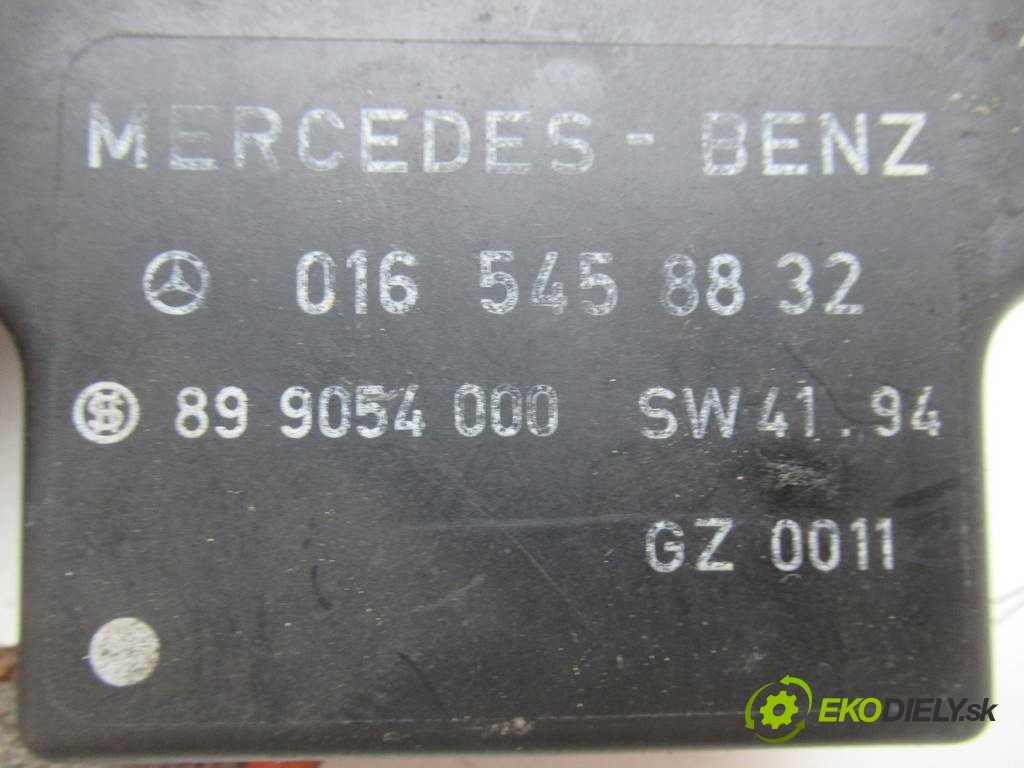 MERCEDES - BENZ
016 545 88 32
89 9054 000 SW 41.94
GZ 0011
EKODIELY.sk